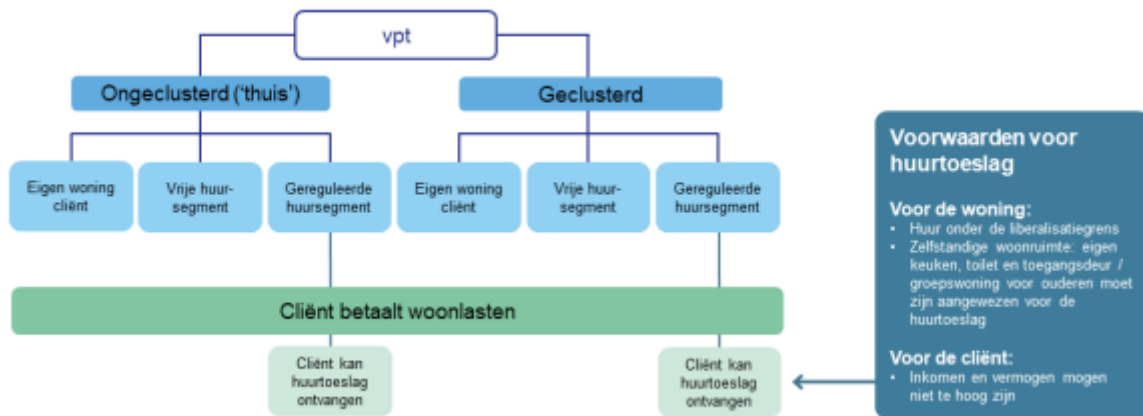 vpt
Ongeclusterd ('thuis')
Geclusterd
Eigen woning
cliënt
Vrije huur-
segment
Gereguleerde
huursegment
Eigen woning
cliënt
Vrije huur-
segment
Gereguleerde
huursegment
Cliënt betaalt woonlasten
Cliënt kan
huurtoeslag
ontvangen
Cliënt kan
huurtoeslag
ontvangen
Voorwaarden voor
huurtoeslag
Voor de woning:
• Huur onder de liberalisatiegrens
• Zelfstandige woonruimte: eigen
keuken, toilet en toegangsdeur /
groepswoning voor ouderen moet
zijn aangewezen voor de
huurtoeslag
Voor de cliënt:
• Inkomen en vermogen mogen
niet te hoog zijn